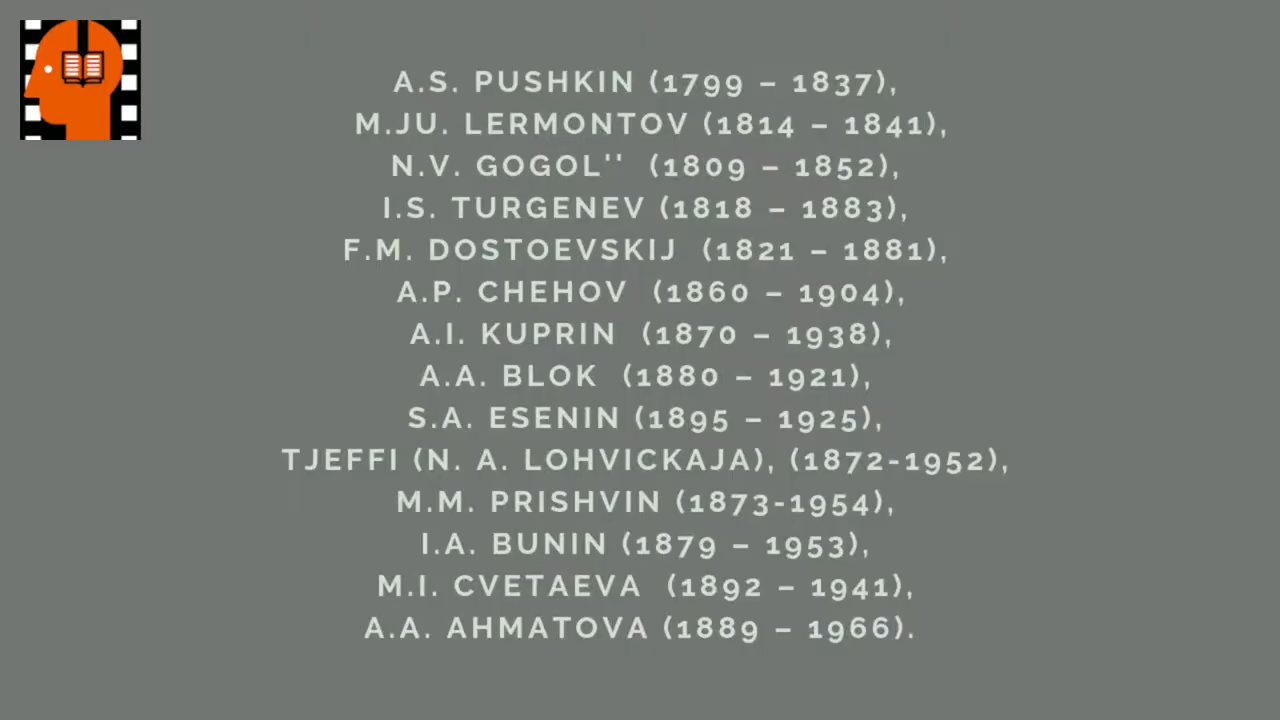 A.S. PUSHKIN (1799 – 1837),
M.JU. LERMONTOV (1814 – 1841),
N.V. GOGOL'' (1809 – 1852),
I.S. TURGENEV (1818 – 1883),
F.M. DOSTOEVSKIJ (1821 – 1881),
A.P. CHEHOV (1860 – 1904),
A.I. KUPRIN (1870 – 1938),
A.A. BLOK (1880 – 1921),
S.A. ESENIN (1895 – 1925),
TJEFFI (N. A. LOHVICKAJA), (1872-1952),
M.M. PRISHVIN (1873-1954),
I.A. BUNIN (1879 – 1953),
M.I. CVETAEVA (1892 – 1941),
A.A. AHMATOVA (1889 – 1966).